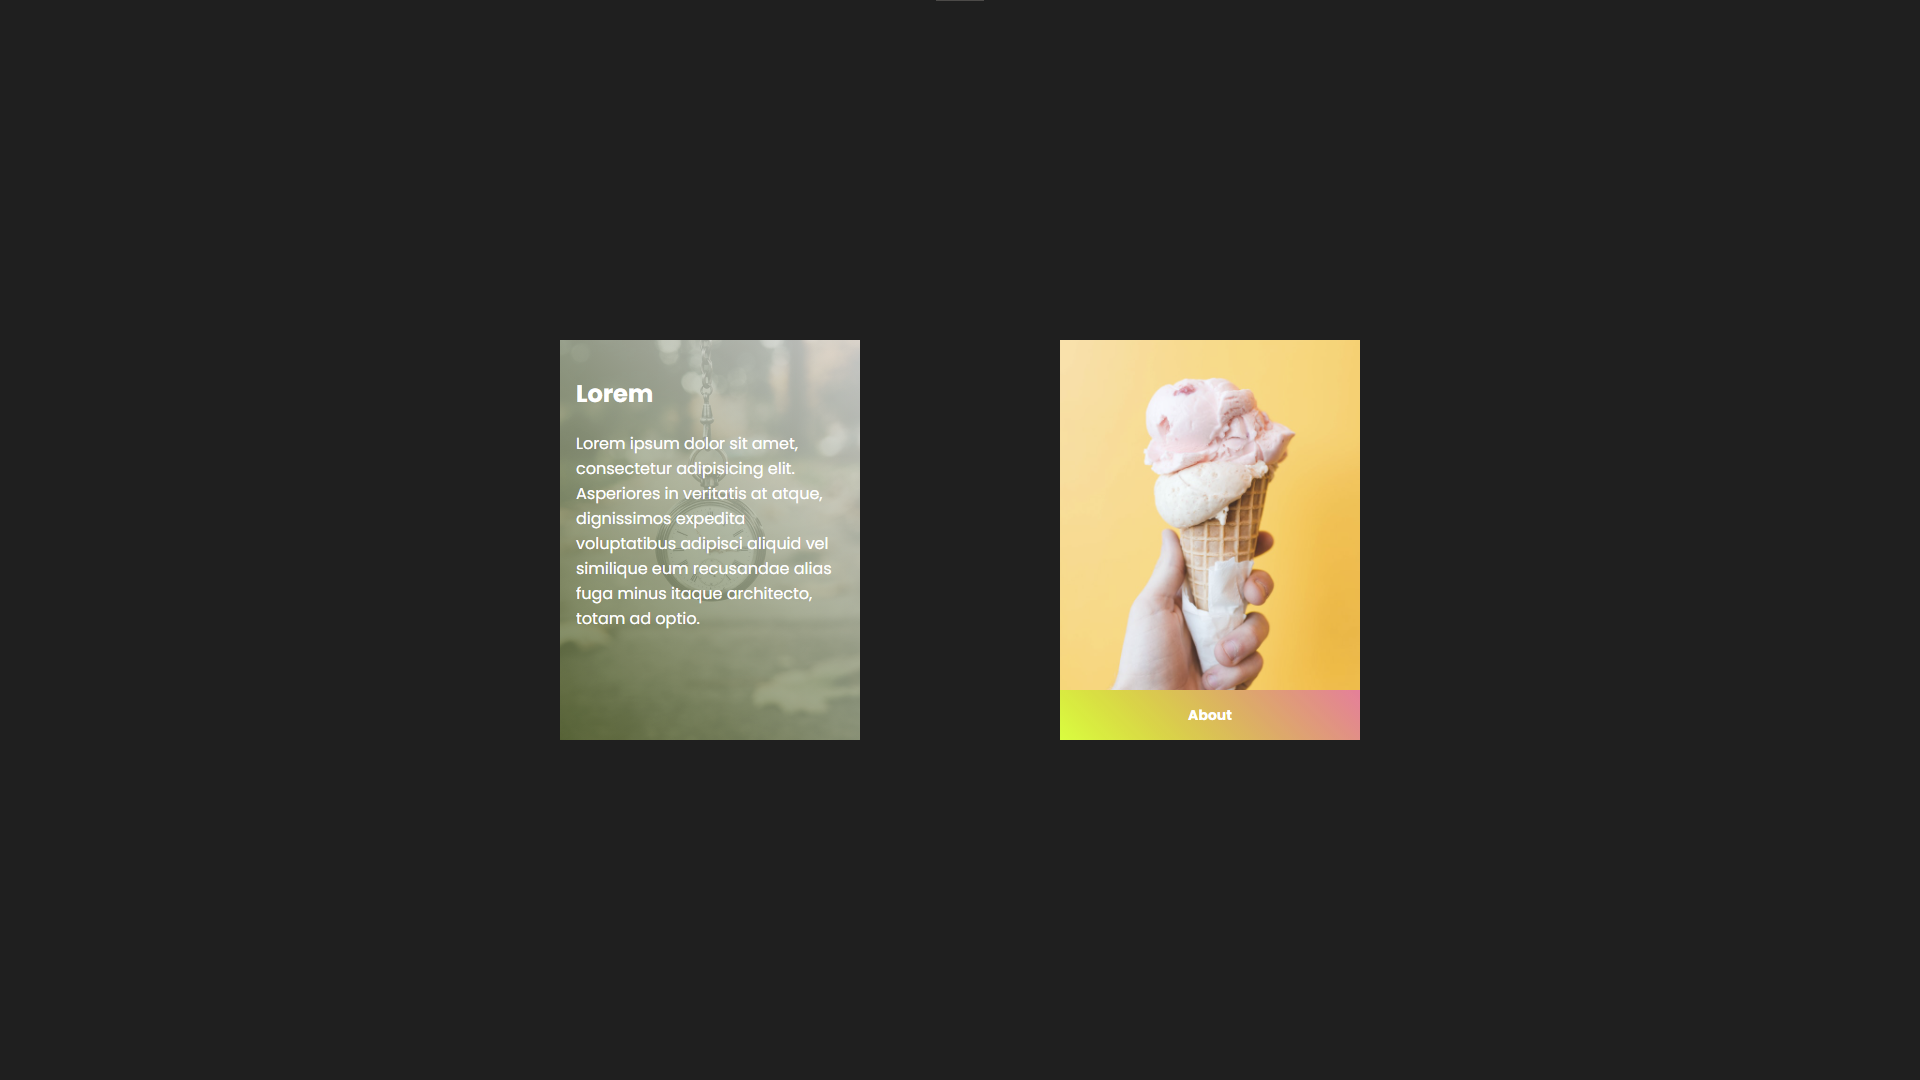 Lorem
Lorem ipsum dolor sit amet,
consectetur adipisicing elit.
Asperiores in veritatis at atque,
dignissimos expedita
voluptatibus adipisci aliquid vel
similique eum recusandae alias
fuga minus itaque architecto,
totam ad optio.
About